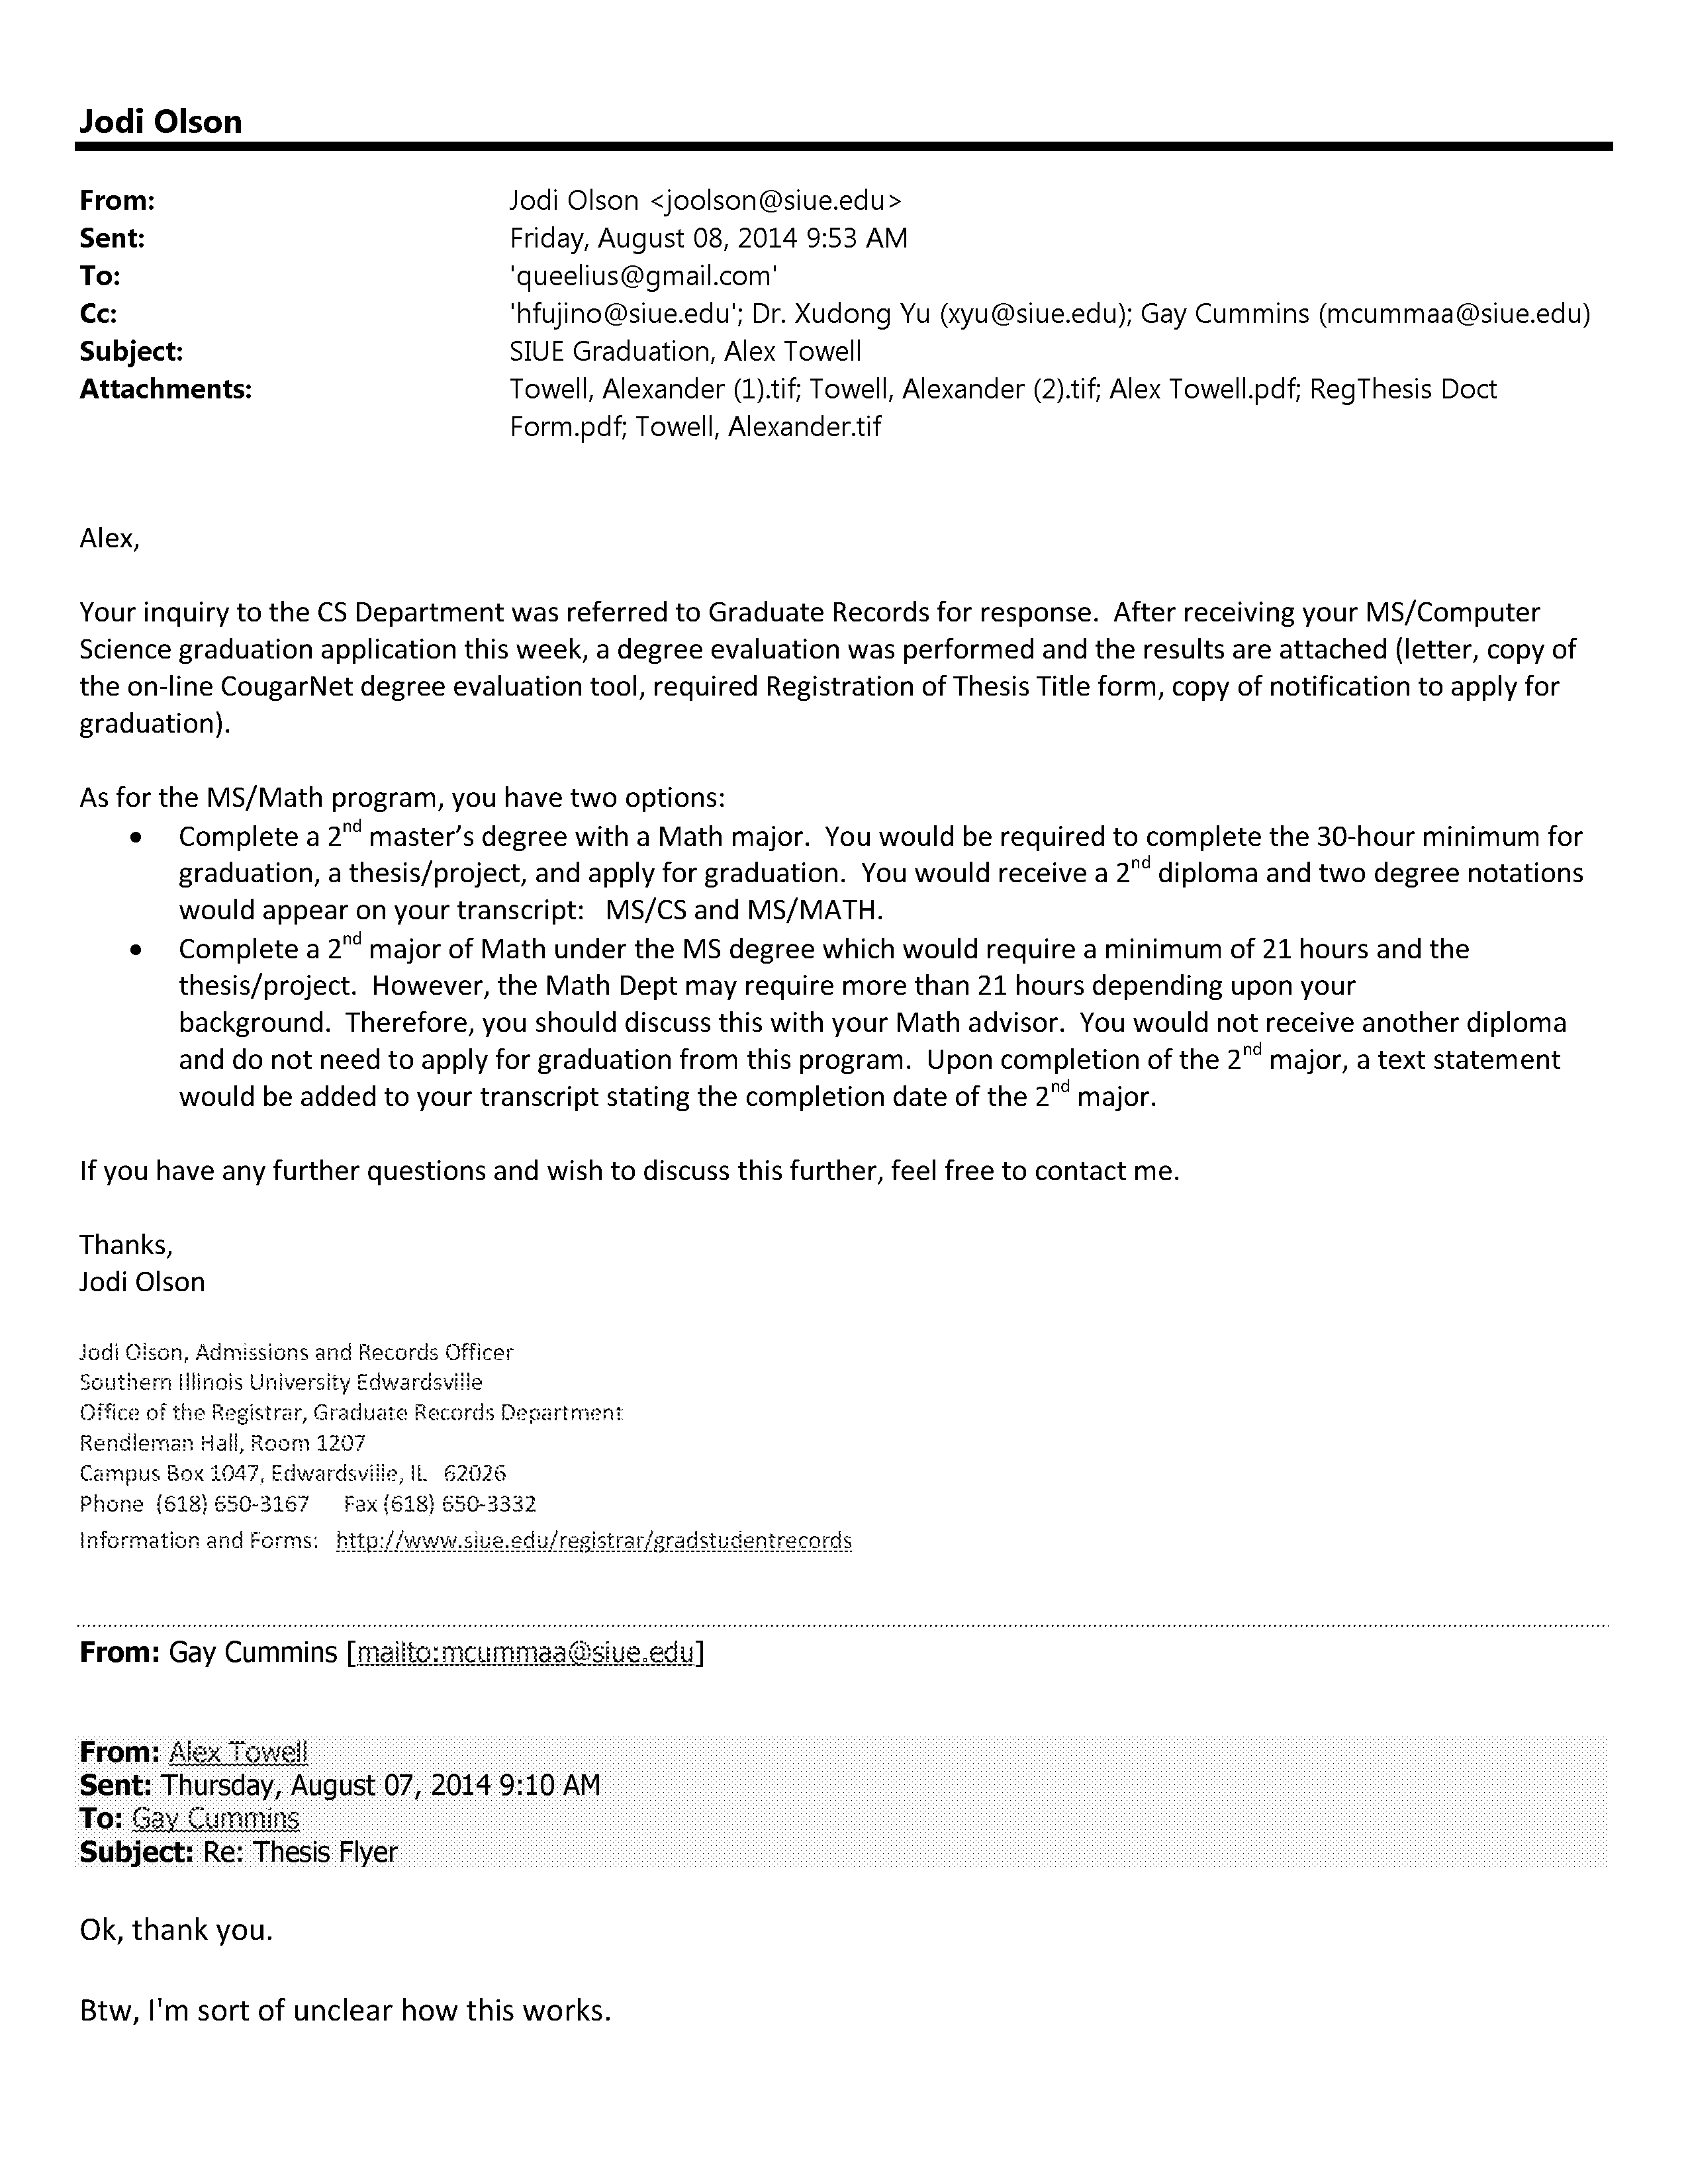 Jodi Olson
From: Jodi Olson <joolson@siue.edu>
Sent: Friday, August 08, 2014 9:53 AM
To: 'queelius@gmail.com'
Cc: 'hfujino@siue.edu'; Dr. Xudong Yu (xyu@siue.edu); Gay Cummins (mcummaa@siue.edu)
Subject: SIUE Graduation, Alex Towell
Attachments: Towell, Alexander (1).tif; Towell, Alexander (2).tif; Alex Towell.pdf; RegThesis Doct
Form.pdf; Towell, Alexander.tif
Alex,
Your inquiry to the CS Department was referred to Graduate Records for response. After receiving your MS/Computer
Science graduation application this week, a degree evaluation was performed and the results are attached (letter, copy of
the on-line CougarNet degree evaluation tool, required Registration of Thesis Title form, copy of notification to apply for
graduation).
As for the MS/Math program, you have two options:
• Complete a 2nd master's degree with a Math major. You would be required to complete the 30-hour minimum for
graduation, a thesis/project, and apply for graduation. You would receive a 2nd diploma and two degree notations
would appear on your transcript: MS/CS and MS/MATH.
• Complete a 2nd major of Math under the MS degree which would require a minimum of 21 hours and the
thesis/project. However, the Math Dept may require more than 21 hours depending upon your
background. Therefore, you should discuss this with your Math advisor. You would not receive another diploma
and do not need to apply for graduation from this program. Upon completion of the 2nd major, a text statement
would be added to your transcript stating the completion date of the 2nd major.
If you have any further questions and wish to discuss this further, feel free to contact me.
Thanks,
Jodi Olson
Jodi Olson, Admissions and Records Officer
Southern Illinois University Edwardsville
Office of the Registrar, Graduate Records Department
Rendleman Hall, Room 1207
Campus Box 1047, Edwardsville, IL 62026
Phone (618) 650-3167 Fax (618) 650-3332
Information and Forms: http://www.siue.edu/registrar/gradstudentrecords
From: Gay Cummins [mailto:mcummaa@siue.edu]
From: Alex Towell
Sent: Thursday, August 07, 2014 9:10 AM
To: Gay Cummins
Subject: Re: Thesis Flyer
Ok, thank you.
Btw, I'm sort of unclear how this works.